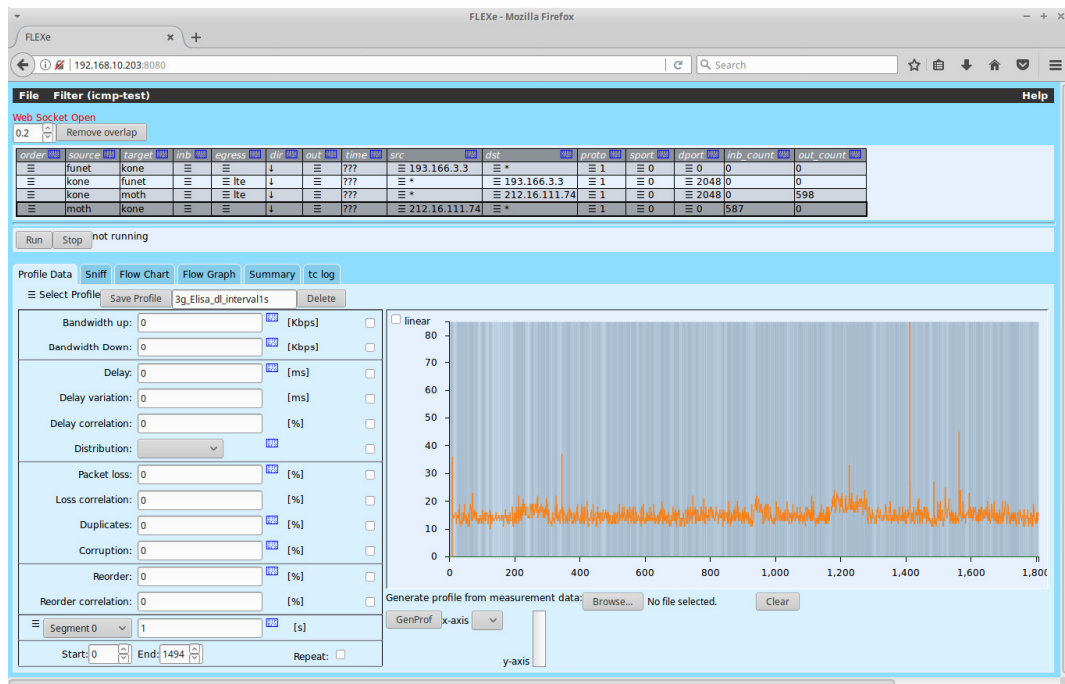 FLEXe - Mozilla Firefox
FLEXe × +
192.168.10.203:8080 Search
File Filter (icmp-test) Help
Web Socket Open
0.2 Remove overlap
order source target inb egress dir out time src dst proto sport dport inb_count out_count
☰ funet kone ☰ ☰ ↓ ☰ ??? ☰ 193.166.3.3 ☰ * ☰ 1 ☰ 0 ☰ 0 0 0
☰ kone funet ☰ ☰ lte ↓ ☰ ??? ☰ * ☰ 193.166.3.3 ☰ 1 ☰ 0 ☰ 2048 0 0
☰ kone moth ☰ ☰ lte ↓ ☰ ??? ☰ * ☰ 212.16.111.74 ☰ 1 ☰ 0 ☰ 2048 0 598
☰ moth kone ☰ ☰ ↓ ☰ ??? ☰ 212.16.111.74 ☰ * ☰ 1 ☰ 0 ☰ 0 587 0
Run Stop not running
Profile Data Sniff Flow Chart Flow Graph Summary tc log
☰ Select Profile Save Profile 3g_Elisa_dl_interval1s Delete
Bandwidth up: 0 [Kbps]
Bandwidth Down: 0 [Kbps]
Delay: 0 [ms]
Delay variation: 0 [ms]
Delay correlation: 0 [%]
Distribution:
Packet loss: 0 [%]
Loss correlation: 0 [%]
Duplicates: 0 [%]
Corruption: 0 [%]
Reorder: 0 [%]
Reorder correlation: 0 [%]
☰ Segment 0 1 [s]
Start: 0 End: 1494 Repeat:
linear
80
70
60
50
40
30
20
10
0
0 200 400 600 800 1,000 1,200 1,400 1,600 1,800
Generate profile from measurement data: Browse... No file selected. Clear
GenProf x-axis
y-axis